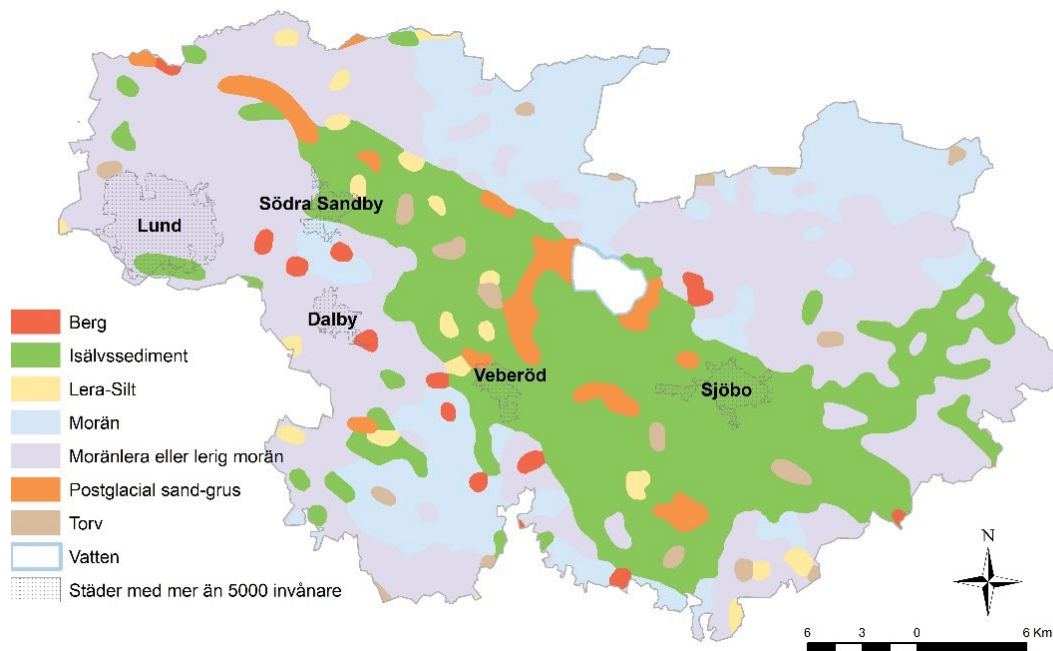 Södra Sandby
Lund
Dalby
Veberöd
Sjöbo
Berg
Isälvssediment
Lera-Silt
Morän
Moränlera eller lerig morän
Postglacial sand-grus
Torv
Vatten
Städer med mer än 5000 invånare
N
6 3 0 6 Km